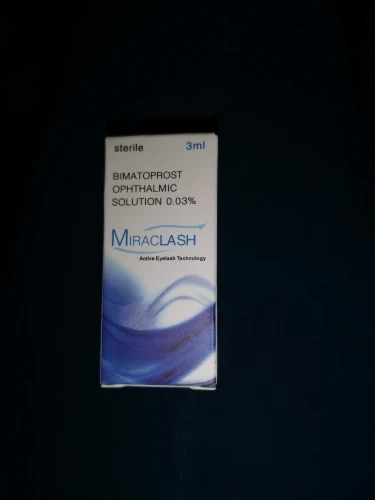 sterile 3ml
BIMATOPROST
OPHTHALMIC
SOLUTION 0.03%
MIRACLASH
Active Eyelash Technology